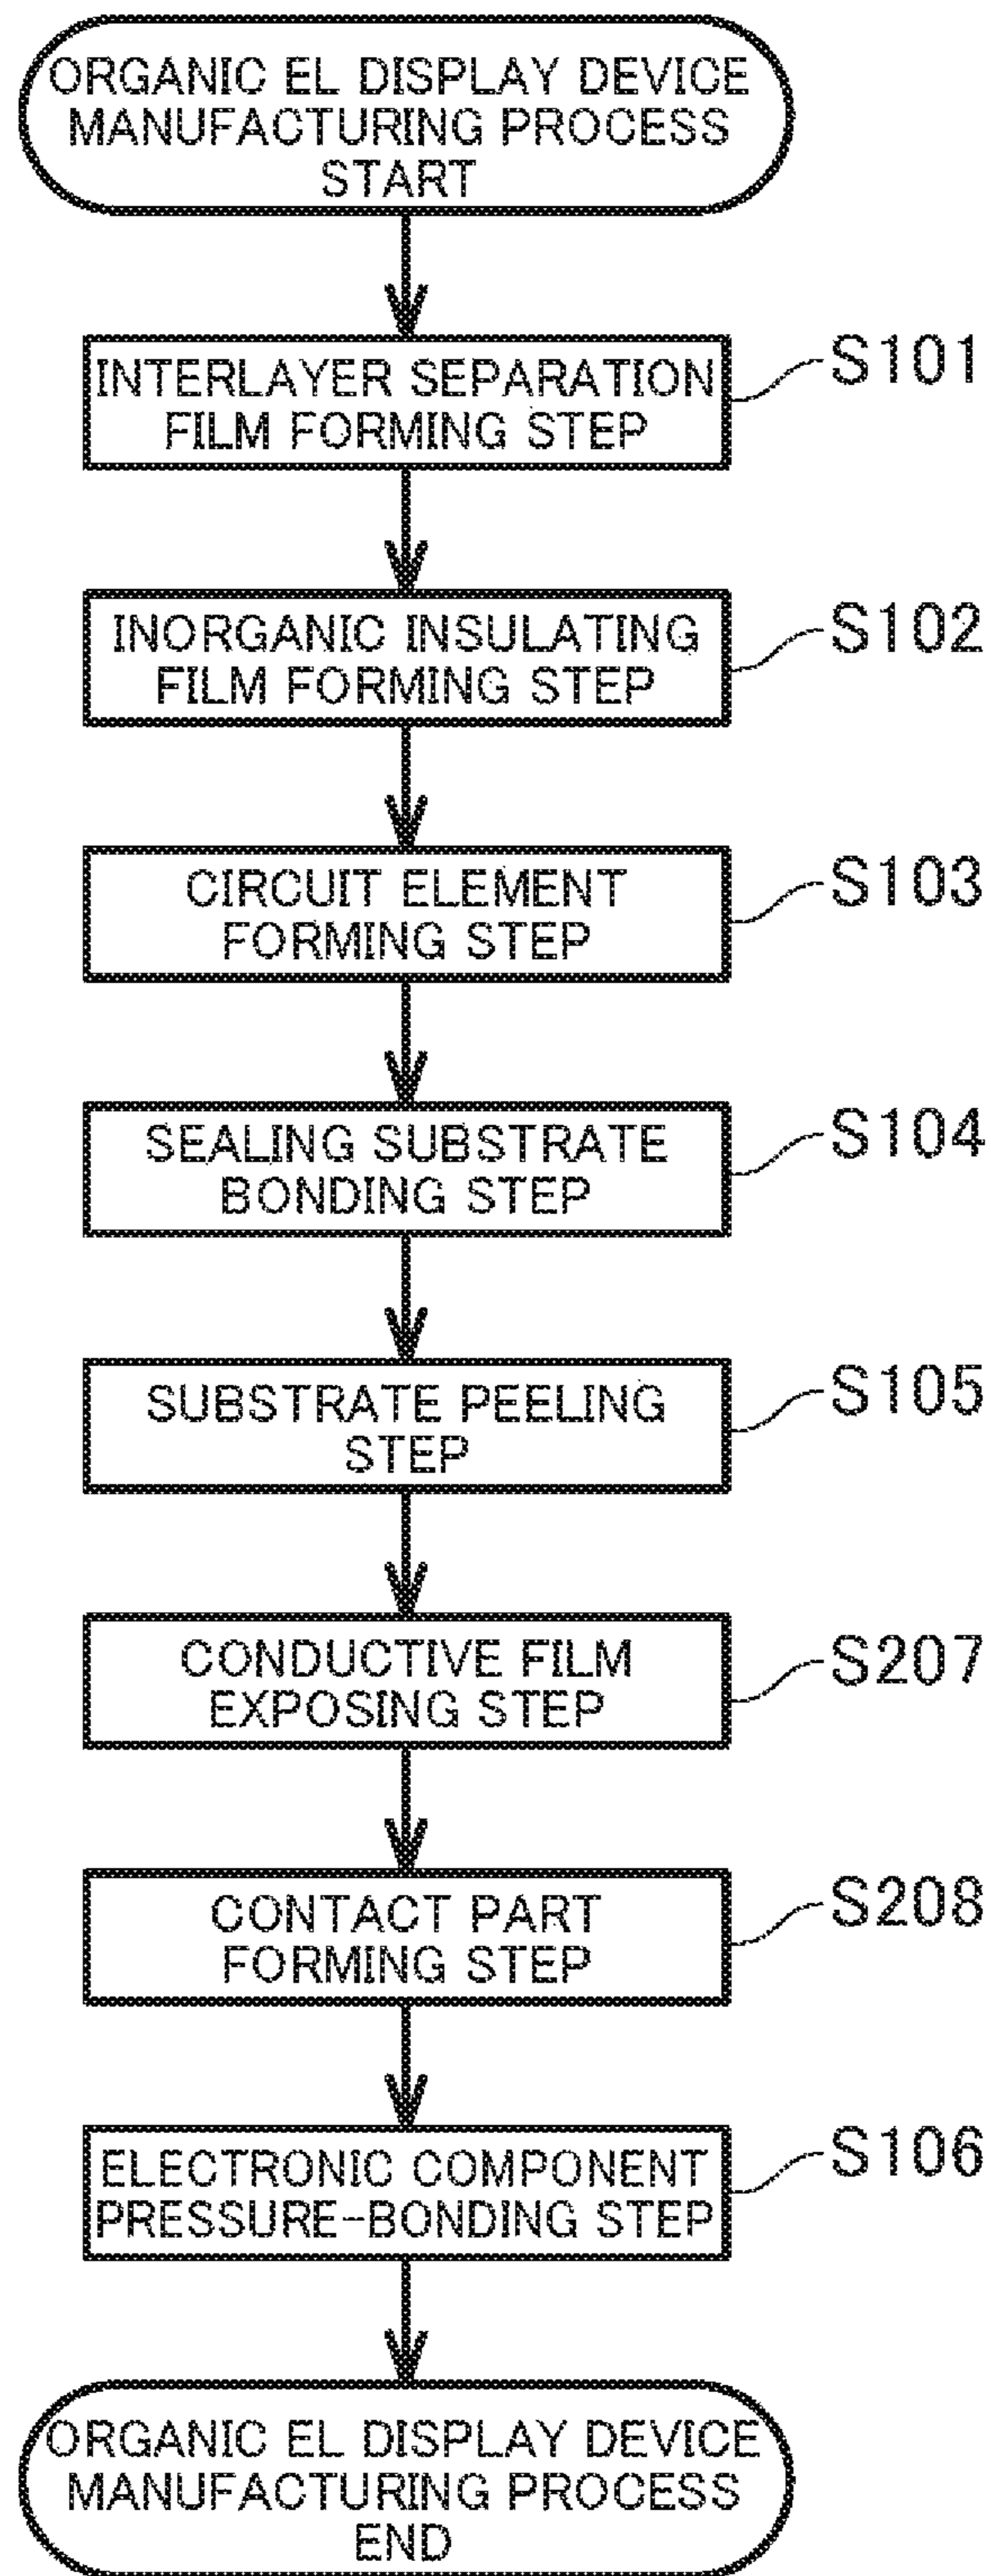 ORGANIC EL DISPLAY DEVICE
MANUFACTURING PROCESS
START
INTERLAYER SEPARATION
FILM FORMING STEP
S101
INORGANIC INSULATING
FILM FORMING STEP
S102
CIRCUIT ELEMENT
FORMING STEP
S103
SEALING SUBSTRATE
BONDING STEP
S104
SUBSTRATE PEELING
STEP
S105
CONDUCTIVE FILM
EXPOSING STEP
S207
CONTACT PART
FORMING STEP
S208
ELECTRONIC COMPONENT
PRESSURE-BONDING STEP
S106
ORGANIC EL DISPLAY DEVICE
MANUFACTURING PROCESS
END